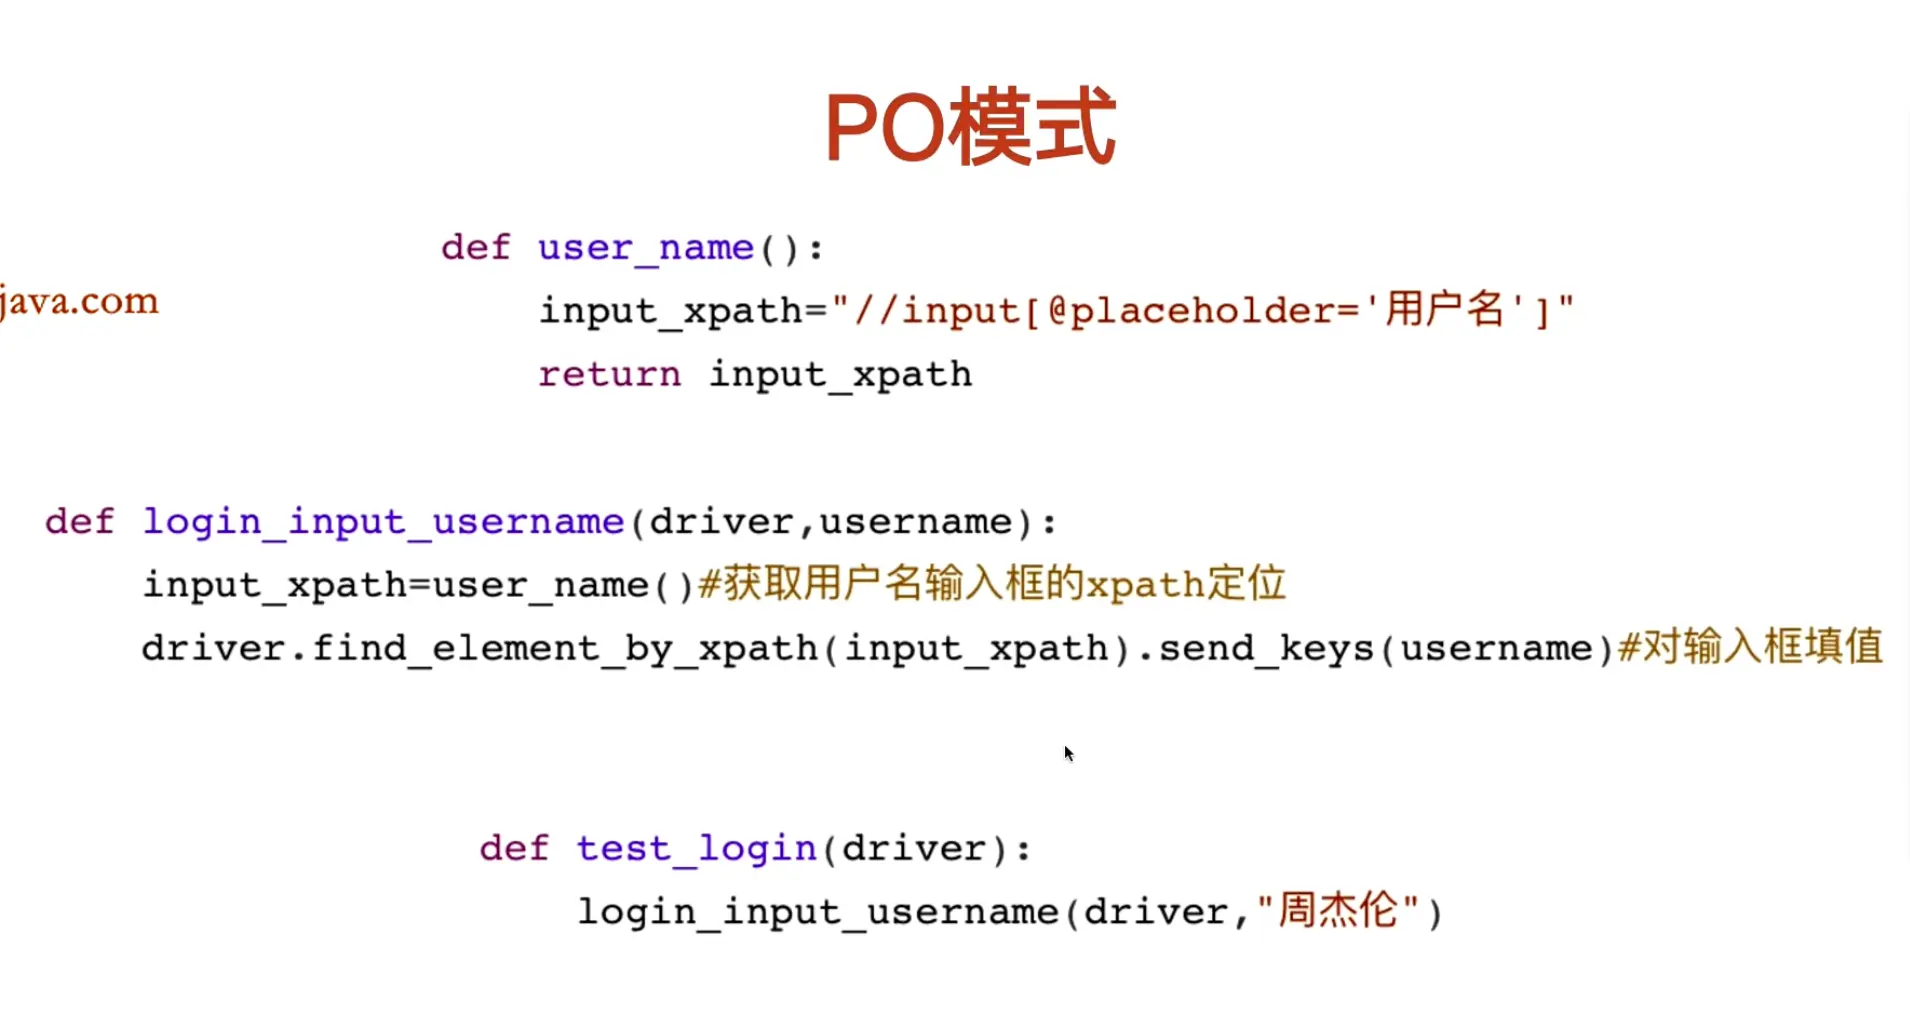 PO模式
def user_name():
java.com
input_xpath="//input[@placeholder='用户名']"
return input_xpath
def login_input_username(driver,username):
input_xpath=user_name()#获取用户名输入框的xpath定位
driver.find_element_by_xpath(input_xpath).send_keys(username)#对输入框填值
def test_login(driver):
login_input_username(driver,"周杰伦")